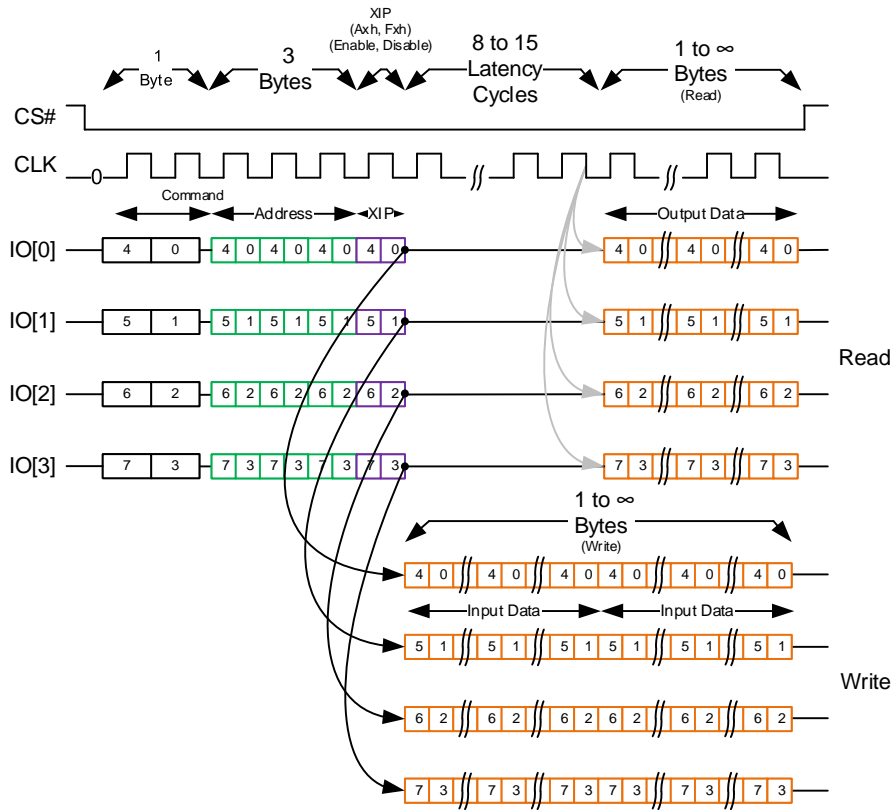 XIP
(Axh, Fxh)
(Enable, Disable)
1
Byte
3
Bytes
8 to 15
Latency
Cycles
1 to ∞
Bytes
(Read)
CS#
CLK
0
Command
Address
XIP
Output Data
IO[0] 4 0 4 0 4 0 4 0 4 0 4 0 4 0 4 0
IO[1] 5 1 5 1 5 1 5 1 5 1 5 1 5 1 5 1
Read
IO[2] 6 2 6 2 6 2 6 2 6 2 6 2 6 2 6 2
IO[3] 7 3 7 3 7 3 7 3 7 3 7 3 7 3 7 3
1 to ∞
Bytes
(Write)
4 0 4 0 4 0 4 0 4 0 4 0
Input Data Input Data
5 1 5 1 5 1 5 1 5 1 5 1
Write
6 2 6 2 6 2 6 2 6 2 6 2
7 3 7 3 7 3 7 3 7 3 7 3